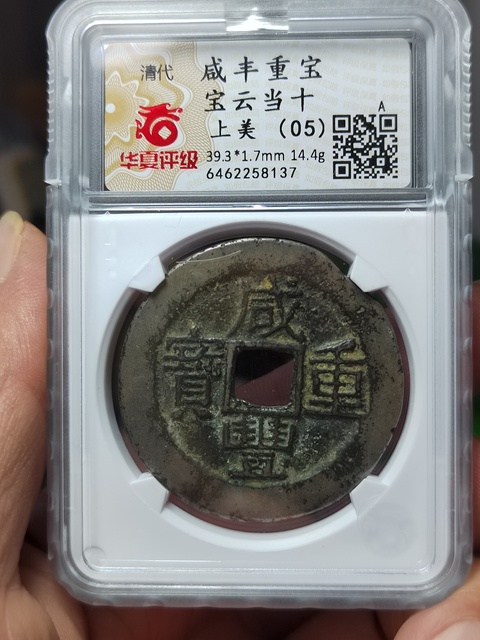 清代
咸丰重宝
宝云当十
上美 (05)
A
华夏评级
39.3*1.7mm 14.4g
6462258137
咸
豐
重
寶